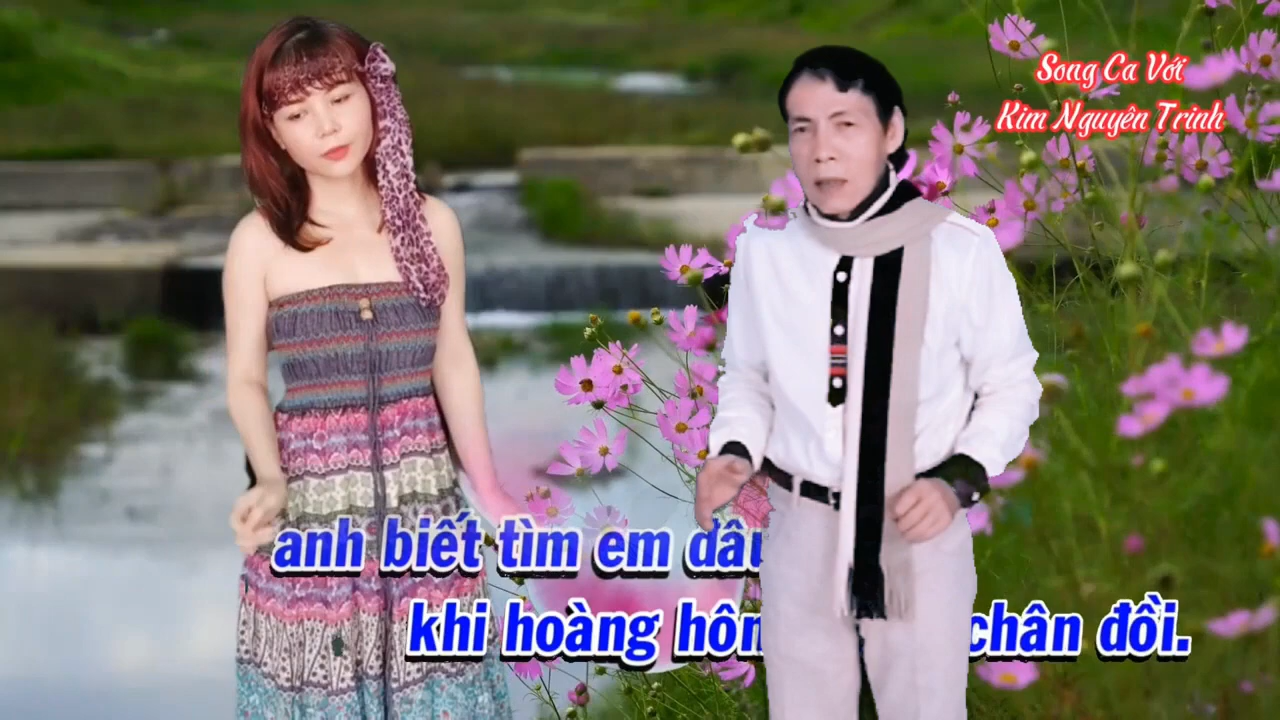 Song Ca Với
Kim Nguyên Trinh
anh biết tìm em
khi hoàng chân đồi.